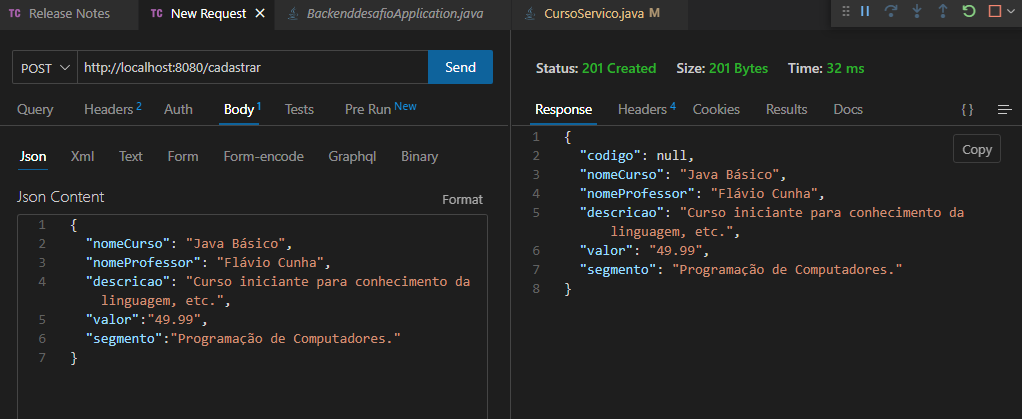 Release Notes
New Request
BackenddesafioApplication.java
CursoServico.java M
POST http://localhost:8080/cadastrar Send
Query Headers 2 Auth Body 1 Tests Pre Run New
Json Xml Text Form Form-encode Graphql Binary
Json Content Format
1 {
2 "nomeCurso": "Java Básico",
3 "nomeProfessor": "Flávio Cunha",
4 "descricao": "Curso iniciante para conhecimento da
linguagem, etc.",
5 "valor":"49.99",
6 "segmento":"Programação de Computadores."
7 }
Status: 201 Created Size: 201 Bytes Time: 32 ms
Response Headers 4 Cookies Results Docs {}
Copy
1 {
2 "codigo": null,
3 "nomeCurso": "Java Básico",
4 "nomeProfessor": "Flávio Cunha",
5 "descricao": "Curso iniciante para conhecimento da
linguagem, etc.",
6 "valor": "49.99",
7 "segmento": "Programação de Computadores."
8 }